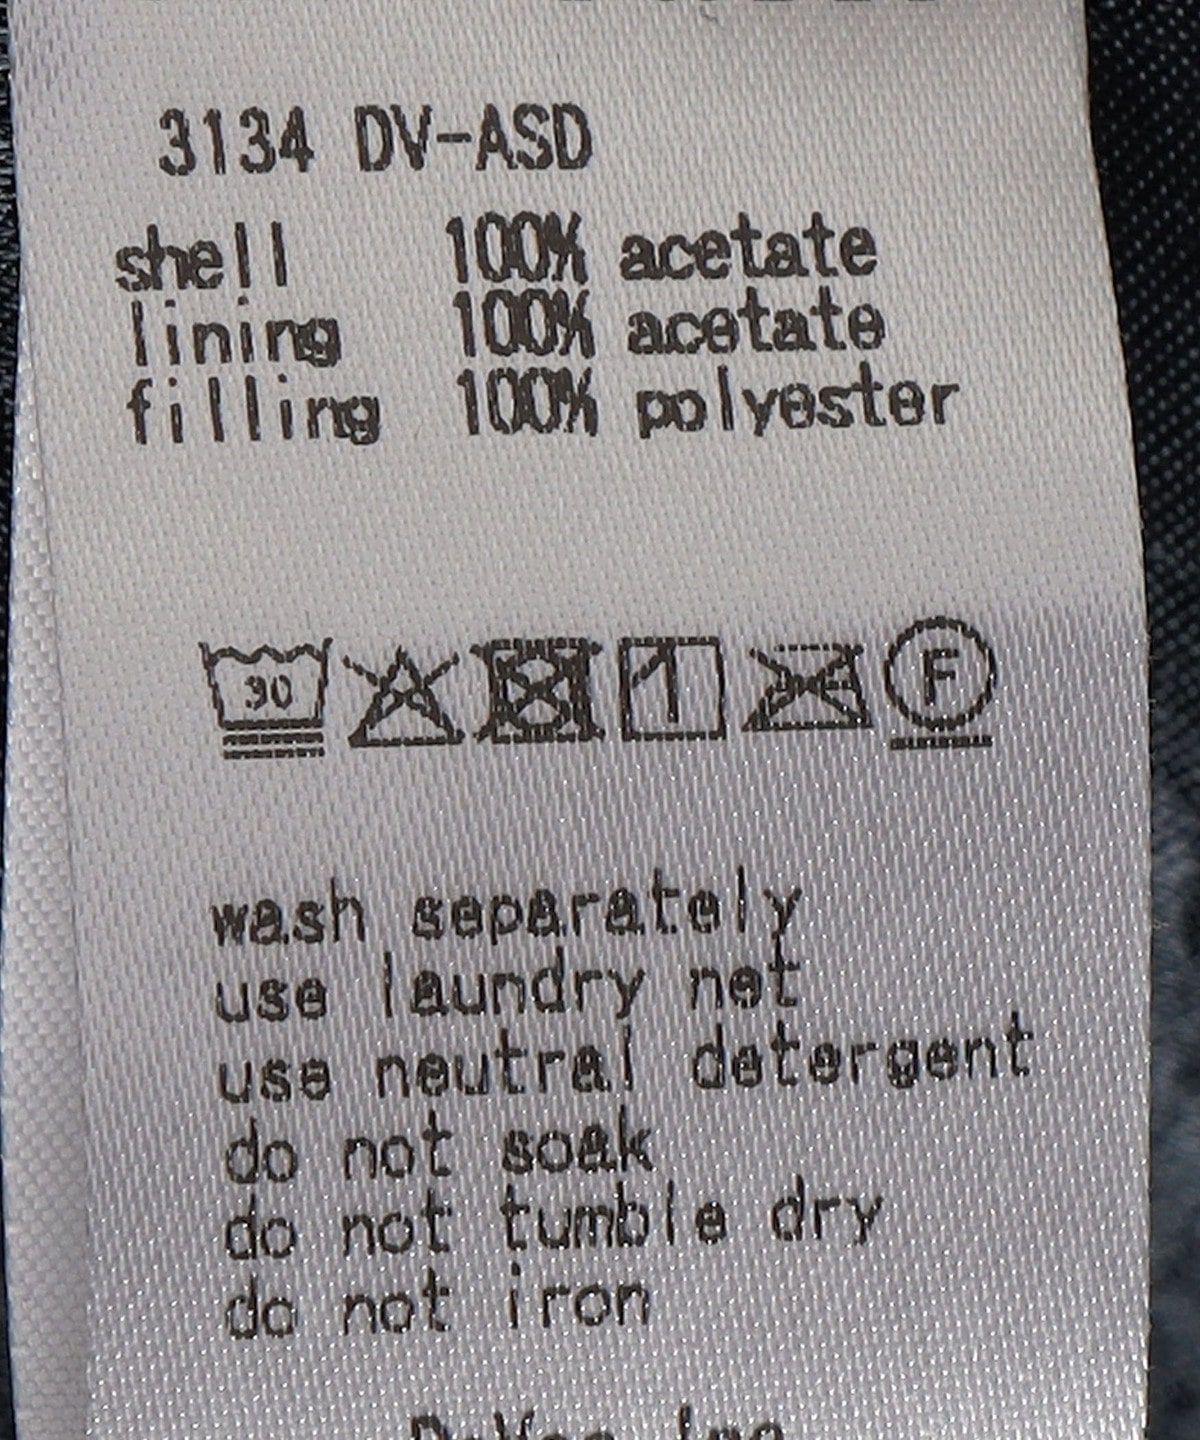 3134 DV-ASD
shell 100% acetate
lining 100% acetate
filling 100% polyester
30
F
wash separately
use laundry net
use neutral detergent
do not soak
do not tumble dry
do not iron